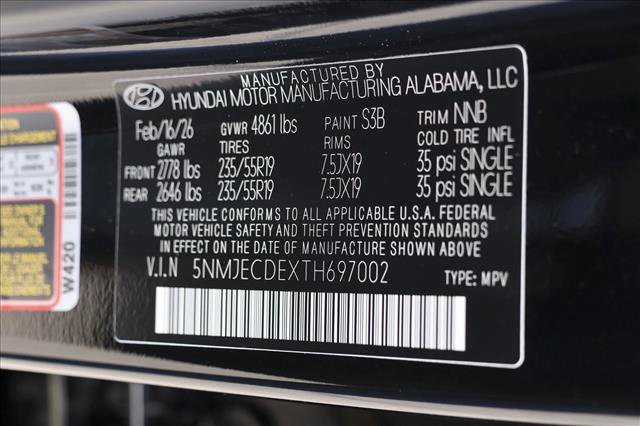 MANUFACTURED BY
HYUNDAI MOTOR MANUFACTURING ALABAMA, LLC
Feb/16/26 GVWR 4861 lbs PAINT S3B TRIM NNB
GAWR TIRES RIMS COLD TIRE INFL
FRONT 2778 lbs 235/55R19 7.5JX19 35 psi SINGLE
REAR 2646 lbs 235/55R19 7.5JX19 35 psi SINGLE
THIS VEHICLE CONFORMS TO ALL APPLICABLE U.S.A. FEDERAL
MOTOR VEHICLE SAFETY AND THEFT PREVENTION STANDARDS
IN EFFECT ON THE DATE OF MANUFACTURE SHOWN ABOVE.
V.I.N 5NMJECDEXTH697002 TYPE: MPV
W420